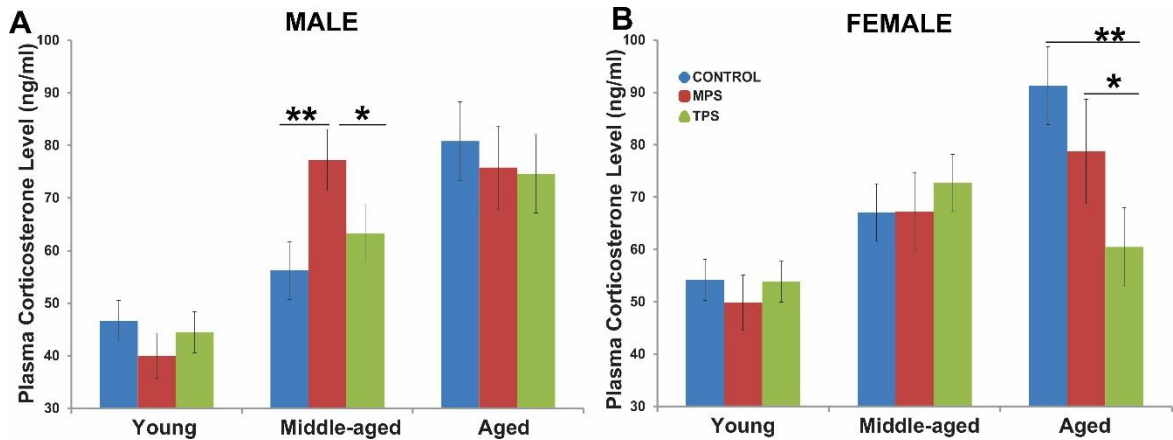 A
MALE
Plasma Corticosterone Level (ng/ml)
100
90
80
70
60
50
40
30
** *
Young Middle-aged Aged
B
FEMALE
Plasma Corticosterone Level (ng/ml)
100
90
80
70
60
50
40
30
CONTROL
MPS
TPS
**
*
Young Middle-aged Aged